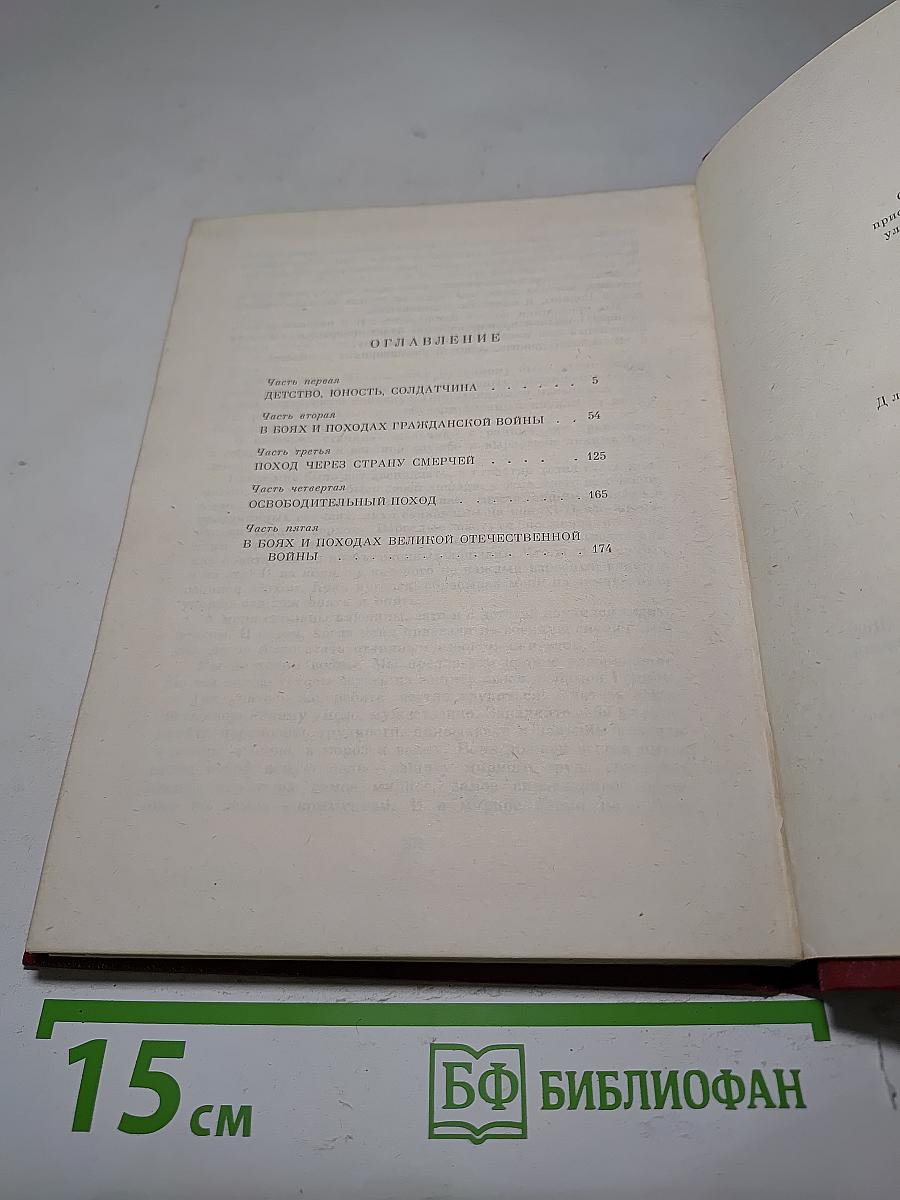 ОГЛАВЛЕНИЕ
Часть первая
ДЕТСТВО, ЮНОСТЬ, СОЛДАТЧИНА . . . . . . 5
Часть вторая
В БОЯХ И ПОХОДАХ ГРАЖДАНСКОЙ ВОЙНЫ . . 54
Часть третья
ПОХОД ЧЕРЕЗ СТРАНУ СМЕРЧЕЙ . . . . . . 125
Часть четвертая
ОСВОБОДИТЕЛЬНЫЙ ПОХОД . . . . . . . . . 165
Часть пятая
В БОЯХ И ПОХОДАХ ВЕЛИКОЙ ОТЕЧЕСТВЕННОЙ
ВОЙНЫ . . . . . . . . . . . . . . . . 174
15 см
БФ БИБЛИОФАН